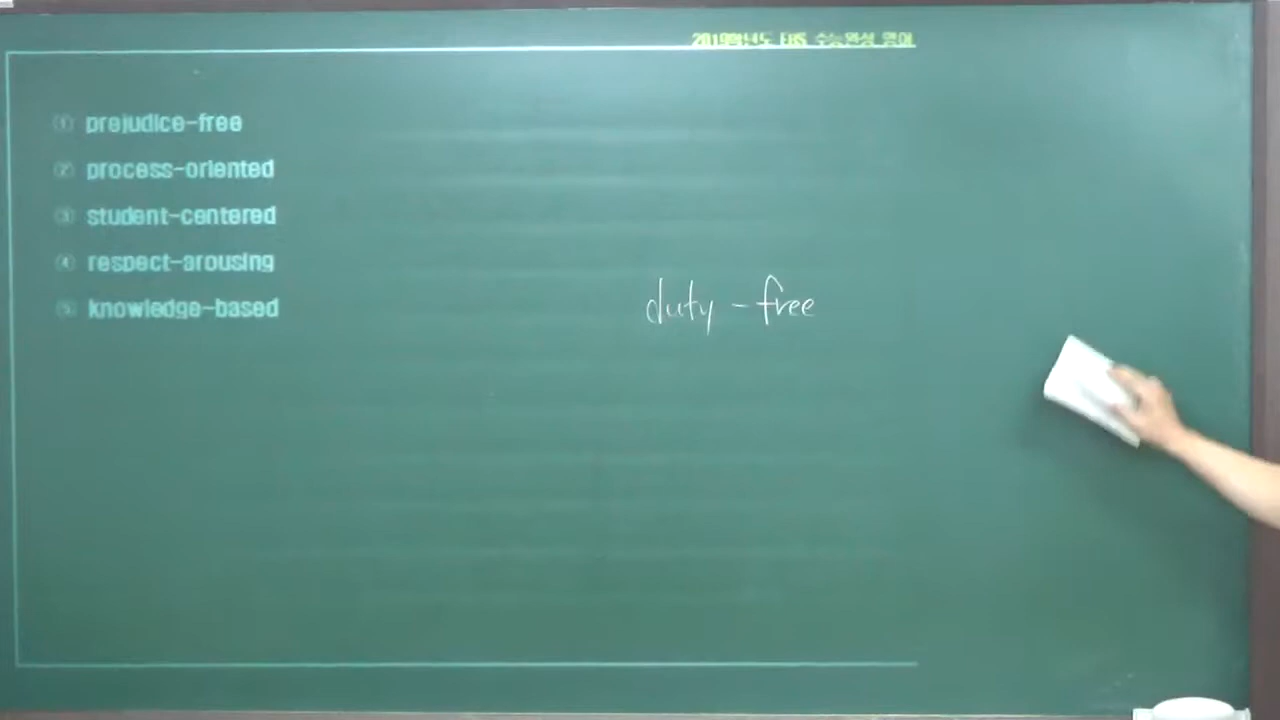 2019학년도 EBS 수능완성 영어
① prejudice-free
② process-oriented
③ student-centered
④ respect-arousing
⑤ knowledge-based
duty-free